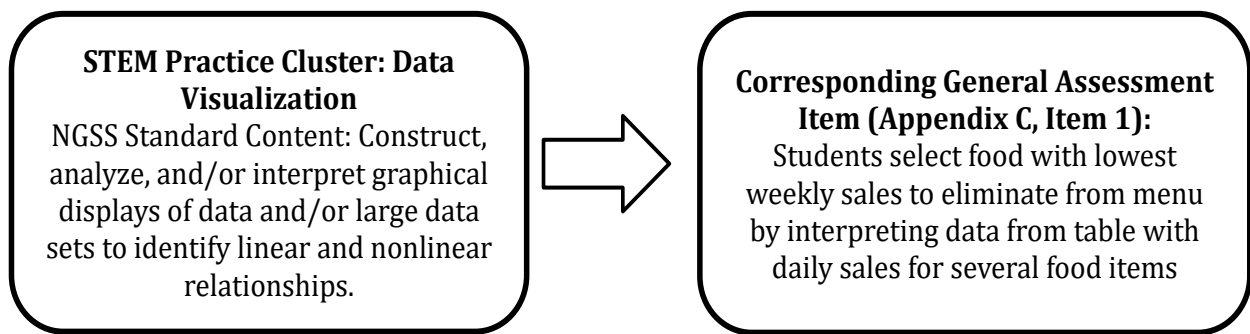 STEM Practice Cluster: Data
Visualization
NGSS Standard Content: Construct,
analyze, and/or interpret graphical
displays of data and/or large data
sets to identify linear and nonlinear
relationships.
Corresponding General Assessment
Item (Appendix C, Item 1):
Students select food with lowest
weekly sales to eliminate from menu
by interpreting data from table with
daily sales for several food items